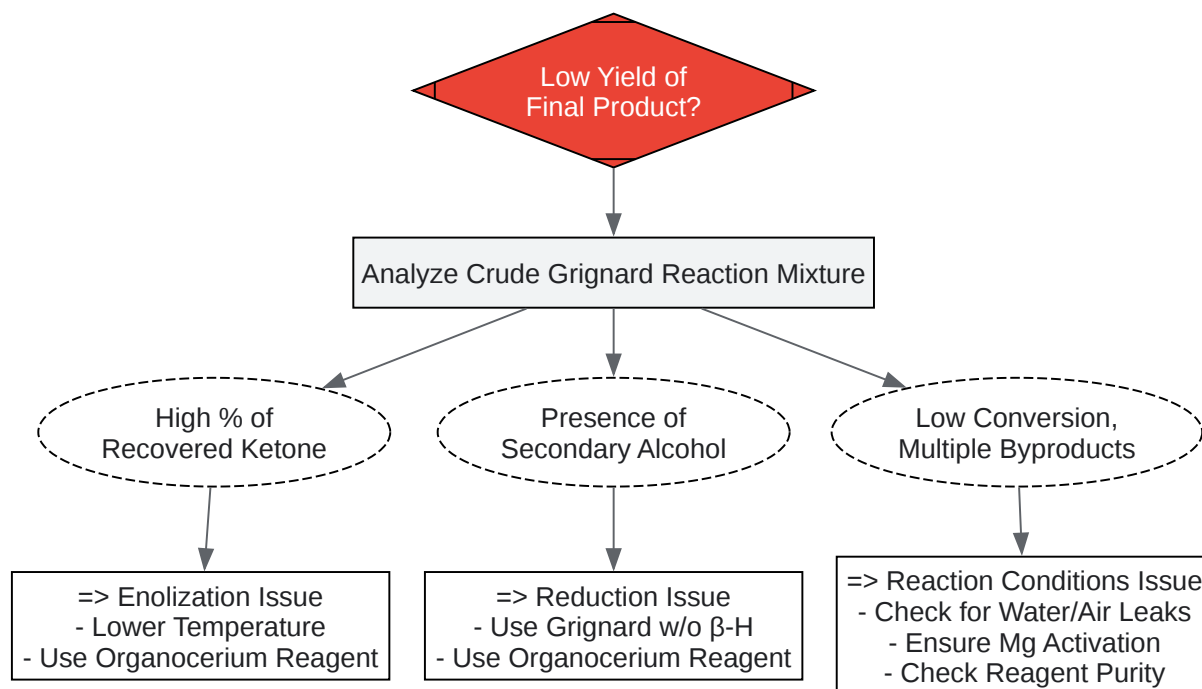 Low Yield of
Final Product?
Analyze Crude Grignard Reaction Mixture
High % of
Recovered Ketone
Presence of
Secondary Alcohol
Low Conversion,
Multiple Byproducts
=> Enolization Issue
- Lower Temperature
- Use Organocerium Reagent
=> Reduction Issue
- Use Grignard w/o β-H
- Use Organocerium Reagent
=> Reaction Conditions Issue
- Check for Water/Air Leaks
- Ensure Mg Activation
- Check Reagent Purity